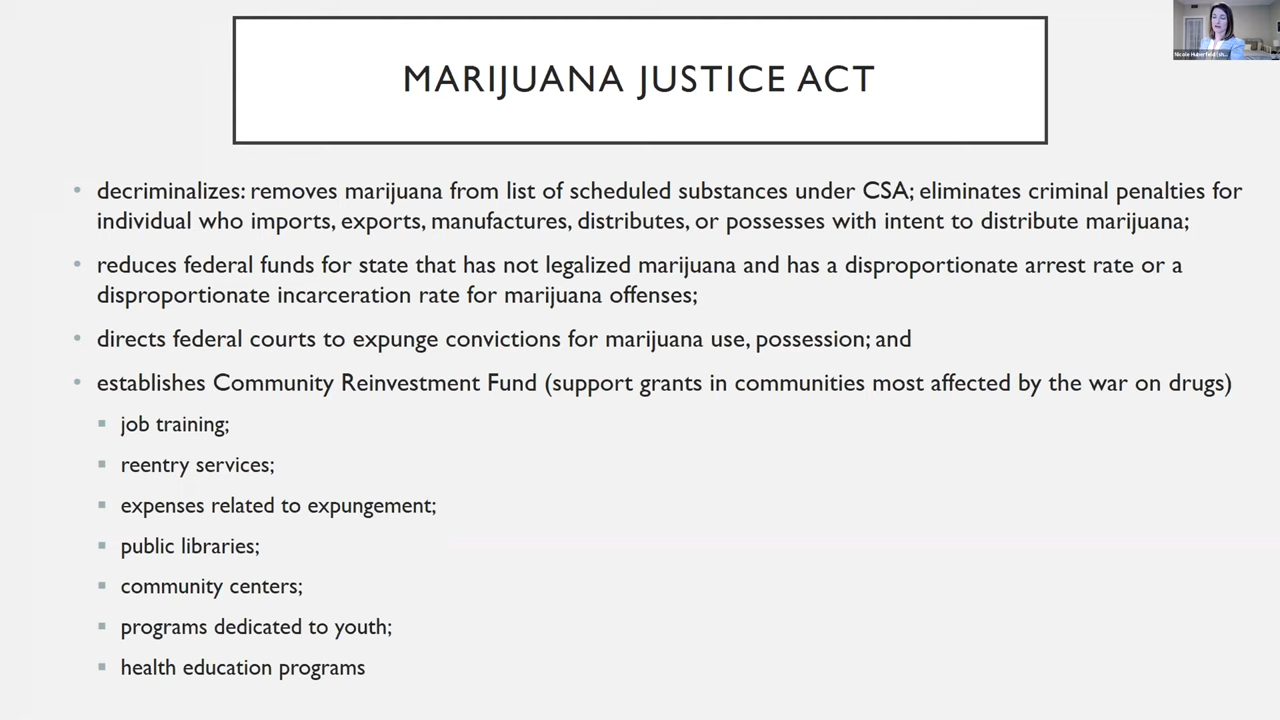 MARIJUANA JUSTICE ACT
Nicole Huberfeld (sh...
• decriminalizes: removes marijuana from list of scheduled substances under CSA; eliminates criminal penalties for
individual who imports, exports, manufactures, distributes, or possesses with intent to distribute marijuana;
• reduces federal funds for state that has not legalized marijuana and has a disproportionate arrest rate or a
disproportionate incarceration rate for marijuana offenses;
• directs federal courts to expunge convictions for marijuana use, possession; and
• establishes Community Reinvestment Fund (support grants in communities most affected by the war on drugs)
▪ job training;
▪ reentry services;
▪ expenses related to expungement;
▪ public libraries;
▪ community centers;
▪ programs dedicated to youth;
▪ health education programs